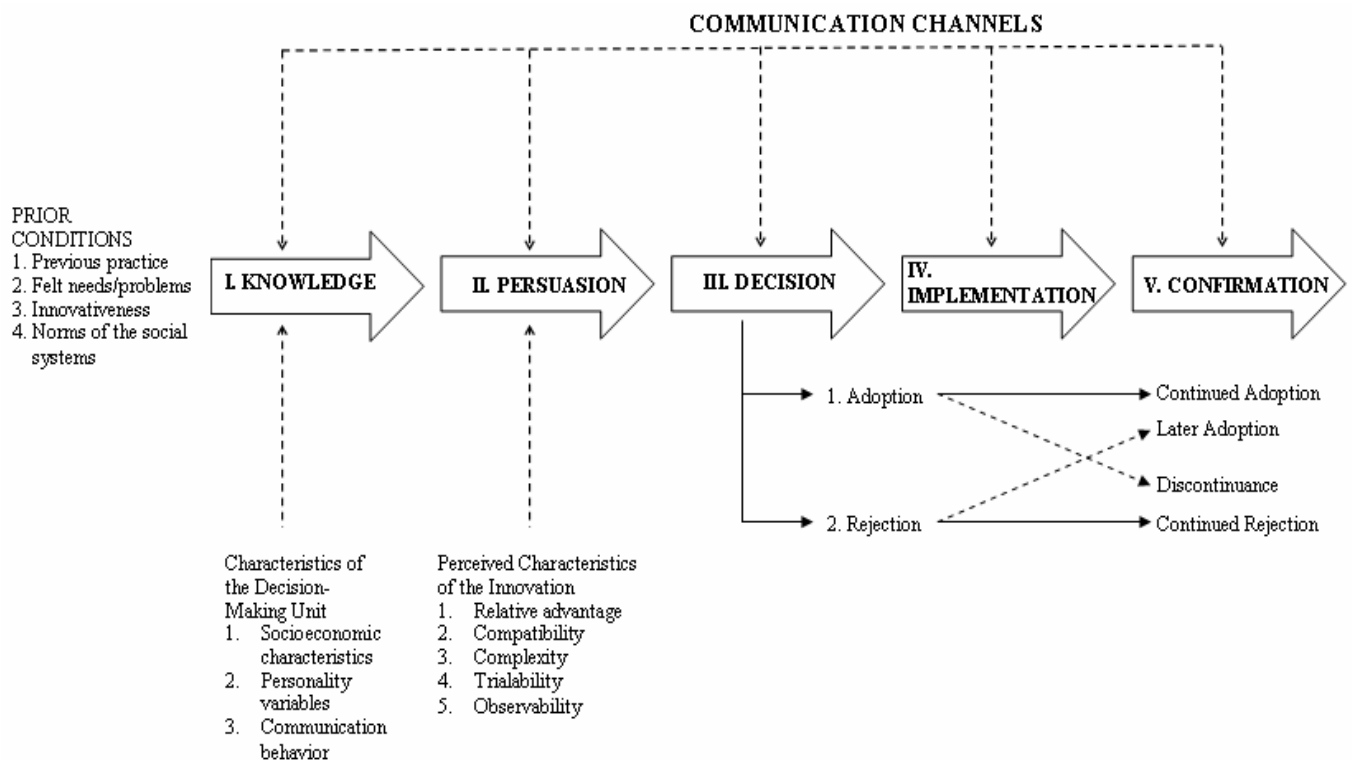 COMMUNICATION CHANNELS
PRIOR
CONDITIONS
1. Previous practice
2. Felt needs/problems
3. Innovativeness
4. Norms of the social
systems
I. KNOWLEDGE
II. PERSUASION
III. DECISION
IV.
IMPLEMENTATION
V. CONFIRMATION
1. Adoption
Continued Adoption
Later Adoption
Discontinuance
2. Rejection
Continued Rejection
Characteristics of
the Decision-
Making Unit
1. Socioeconomic
characteristics
2. Personality
variables
3. Communication
behavior
Perceived Characteristics
of the Innovation
1. Relative advantage
2. Compatibility
3. Complexity
4. Trialability
5. Observability